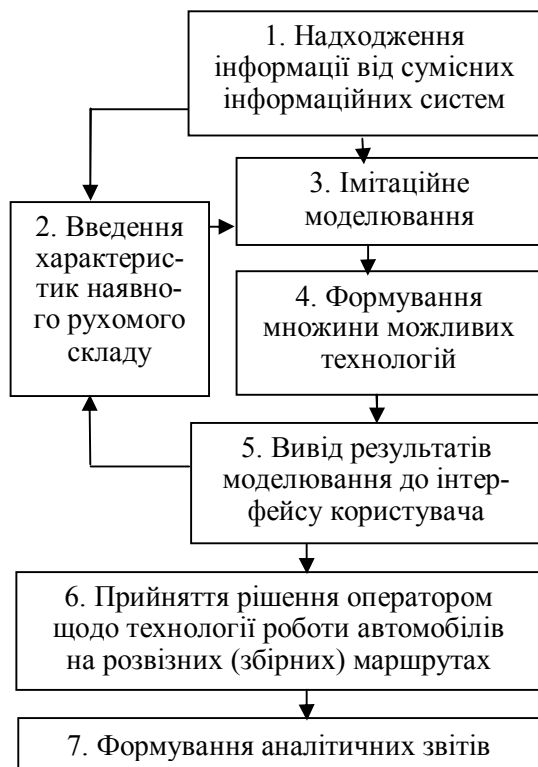 1. Надходження
інформації від сумісних
інформаційних систем
2. Введення
характерис-
тик наявно-
го рухомого
складу
3. Імітаційне
моделювання
4. Формування
множини можливих
технологій
5. Вивід результатів
моделювання до інтер-
фейсу користувача
6. Прийняття рішення оператором
щодо технології роботи автомобілів
на розвізних (збірних) маршрутах
7. Формування аналітичних звітів